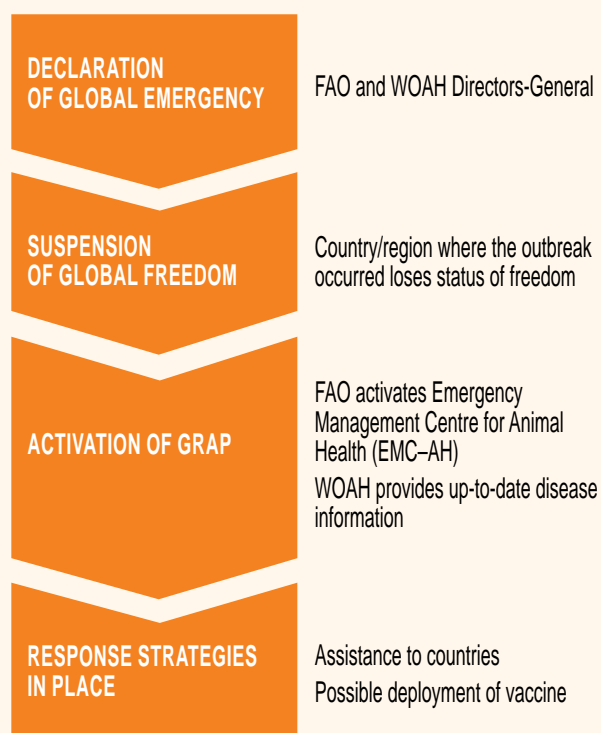 DECLARATION
OF GLOBAL EMERGENCY
FAO and WOAH Directors-General
SUSPENSION
OF GLOBAL FREEDOM
Country/region where the outbreak
occurred loses status of freedom
ACTIVATION OF GRAP
FAO activates Emergency
Management Centre for Animal
Health (EMC–AH)
WOAH provides up-to-date disease
information
RESPONSE STRATEGIES
IN PLACE
Assistance to countries
Possible deployment of vaccine